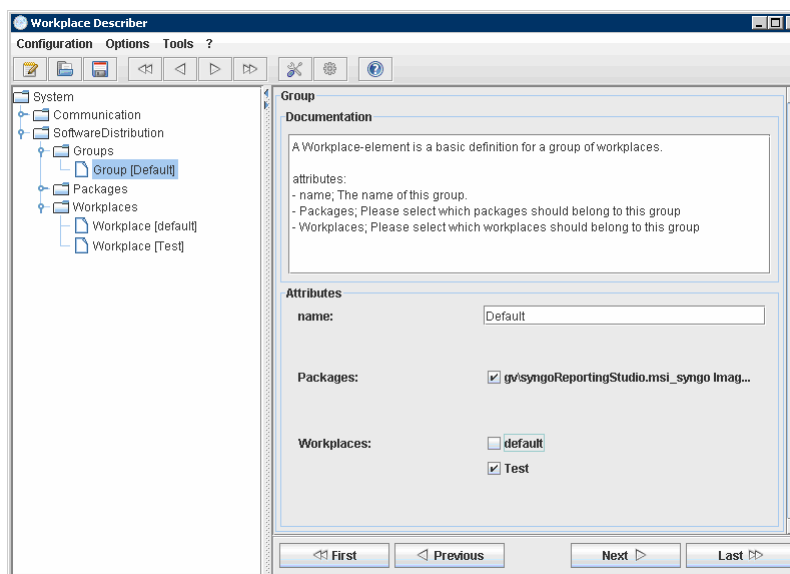 Workplace Describer
Configuration Options Tools ?
System
Communication
SoftwareDistribution
Groups
Group [Default]
Packages
Workplaces
Workplace [default]
Workplace [Test]
Group
Documentation
A Workplace-element is a basic definition for a group of workplaces.
attributes:
- name; The name of this group.
- Packages; Please select which packages should belong to this group
- Workplaces; Please select which workplaces should belong to this group
Attributes
name: Default
Packages: gv\syngoReportingStudio.msi_syngo Imag...
Workplaces: default
Test
First Previous Next Last